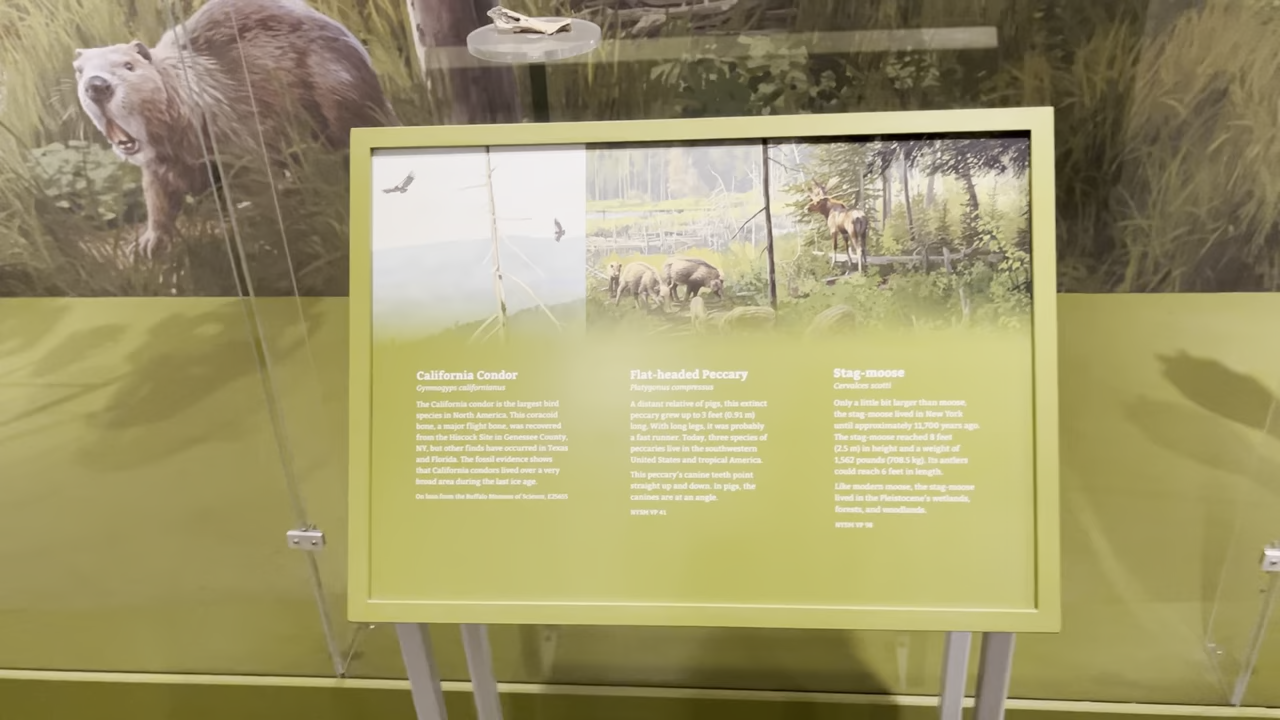 California Condor
Gymnogyps californianus
The California condor is the largest bird
species in North America. This coracoid
bone, a major flight bone, was recovered
from the Hiscock Site in Genesee County,
NY, but other finds have occurred in Texas
and Florida. The fossil evidence shows
that California condors lived over a very
broad area during the last ice age.
On loan from the Buffalo Museum of Science, E25605
Flat-headed Peccary
Platygonus compressus
A distant relative of pigs, this extinct
peccary grew up to 3 feet (0.91 m)
long. With long legs, it was probably
a fast runner. Today, three species of
peccaries live in the southwestern
United States and tropical America.
This peccary's canine teeth point
straight up and down. In pigs, the
canines are at an angle.
NYSM VP 41
Stag-moose
Cervalces scotti
Only a little bit larger than moose,
the stag-moose lived in New York
until approximately 11,700 years ago.
The stag-moose reached 8 feet
(2.5 m) in height and a weight of
1,562 pounds (708.5 kg). Its antlers
could reach 6 feet in length.
Like modern moose, the stag-moose
lived in the Pleistocene's wetlands,
forests, and woodlands.
NYSM VP 98